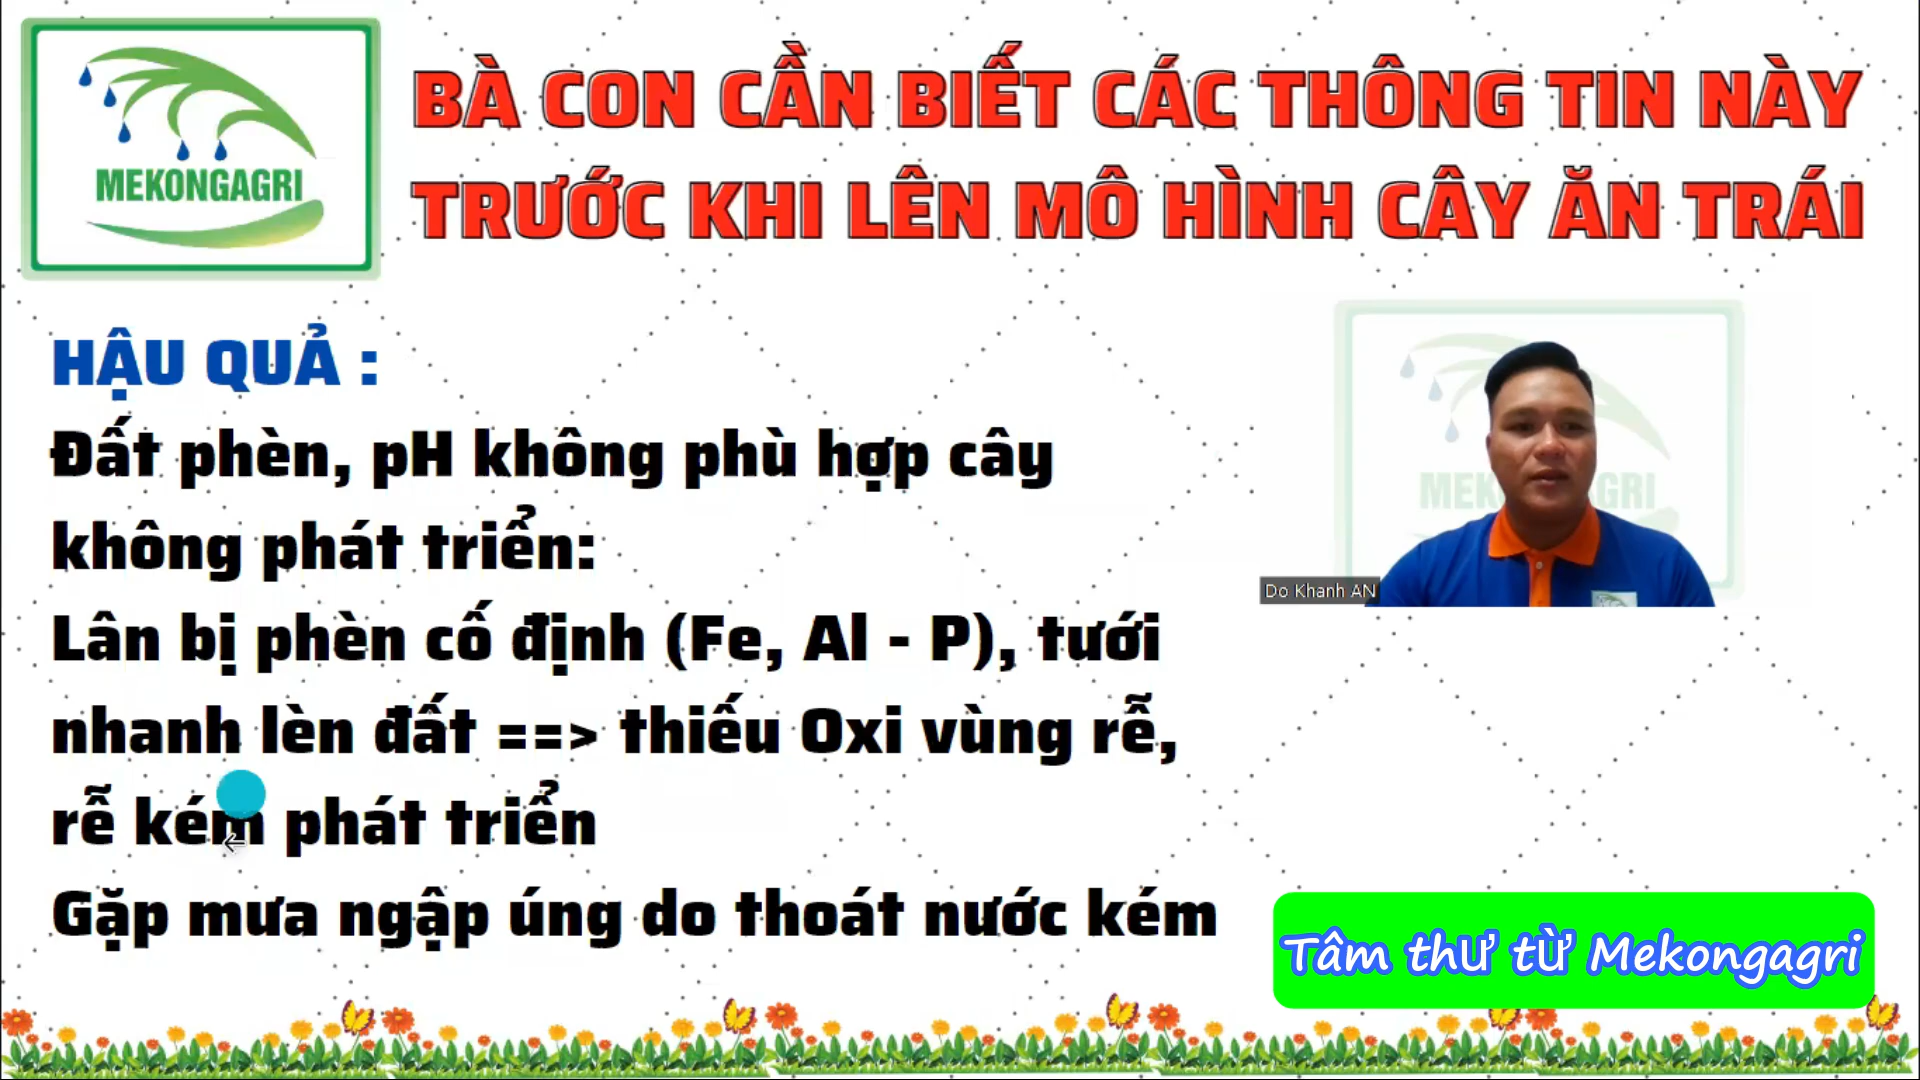 MEKONGAGRI
BÀ CON CẦN BIẾT CÁC THÔNG TIN NÀY
TRƯỚC KHI LÊN MÔ HÌNH CÂY ĂN TRÁI
HẬU QUẢ :
Đất phèn, pH không phù hợp cây
không phát triển:
Lân bị phèn cố định (Fe, Al - P), tưới
nhanh lèn đất ==> thiếu Oxi vùng rễ,
rễ kém phát triển
Gặp mưa ngập úng do thoát nước kém
Do Khanh AN
Tâm thư từ Mekongagri